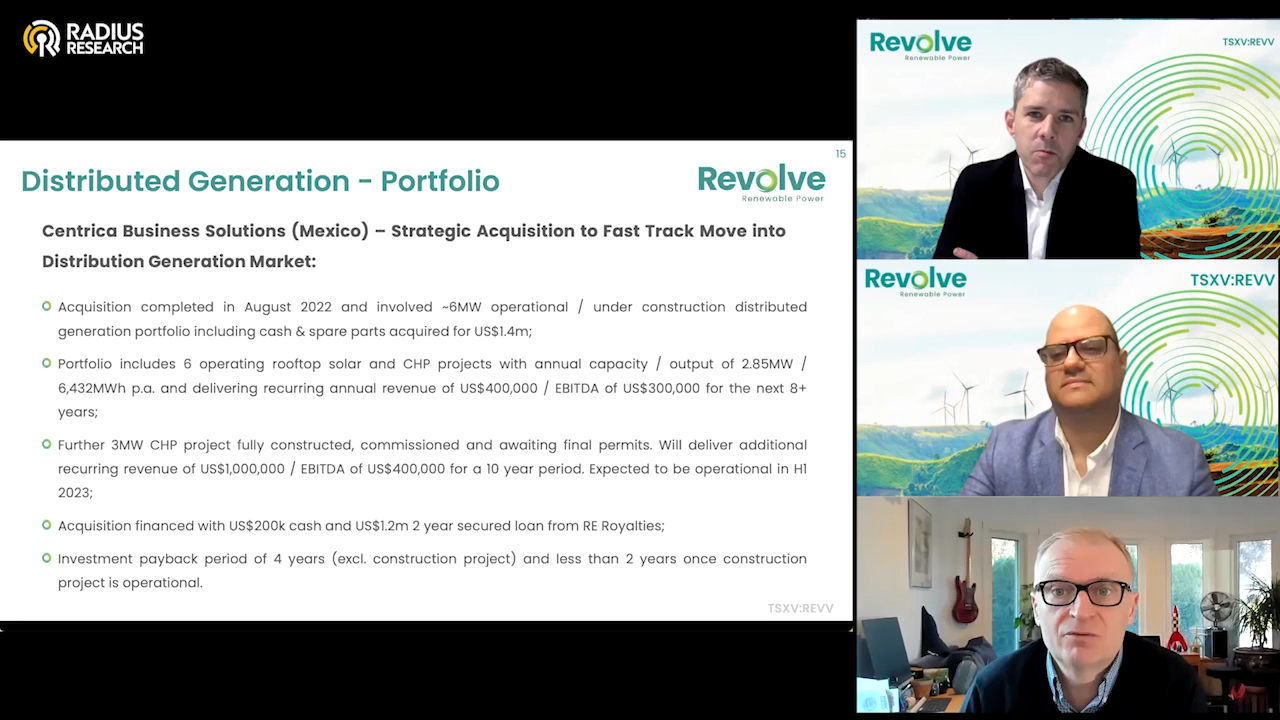 RADIUS
RESEARCH
15
Distributed Generation - Portfolio
Revolve
Renewable Power
Centrica Business Solutions (Mexico) – Strategic Acquisition to Fast Track Move into
Distribution Generation Market:
Acquisition completed in August 2022 and involved ~6MW operational / under construction distributed
generation portfolio including cash & spare parts acquired for US$1.4m;
Portfolio includes 6 operating rooftop solar and CHP projects with annual capacity / output of 2.85MW /
6,432MWh p.a. and delivering recurring annual revenue of US$400,000 / EBITDA of US$300,000 for the next 8+
years;
Further 3MW CHP project fully constructed, commissioned and awaiting final permits. Will deliver additional
recurring revenue of US$1,000,000 / EBITDA of US$400,000 for a 10 year period. Expected to be operational in H1
2023;
Acquisition financed with US$200k cash and US$1.2m 2 year secured loan from RE Royalties;
Investment payback period of 4 years (excl. construction project) and less than 2 years once construction
project is operational.
TSXV:REVV
Revolve
Renewable Power
TSXV:REVV
Revolve
Renewable Power
TSXV:REVV